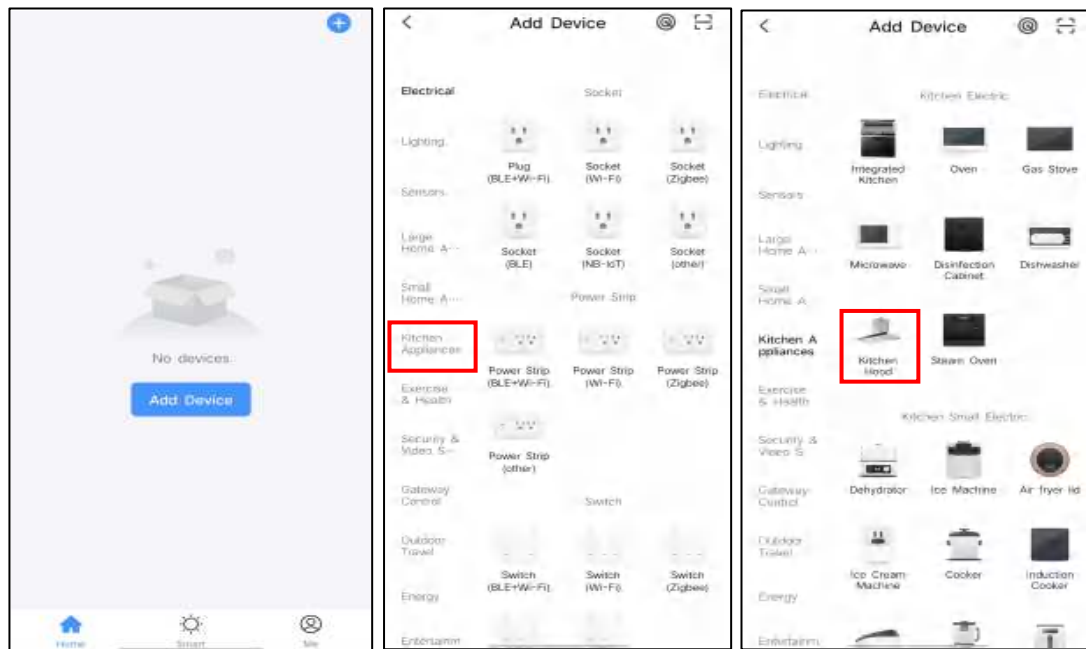 No devices
Add Device
Home
Smart
Me
Add Device
Electrical
Lighting
Sensors
Large
Home A...
Small
Home A...
Kitchen
Appliances
Exercise
& Health
Security &
Video S...
Gateway
Control
Outdoor
Travel
Energy
Entertainm
Socket
Plug
(BLE+Wi-Fi)
Socket
(Wi-Fi)
Socket
(Zigbee)
Socket
(BLE)
Socket
(NB-IoT)
Socket
(other)
Power Strip
Power Strip
(BLE+Wi-Fi)
Power Strip
(Wi-Fi)
Power Strip
(Zigbee)
Power Strip
(other)
Switch
Switch
(BLE+Wi-Fi)
Switch
(Wi-Fi)
Switch
(Zigbee)
Add Device
Electrical
Lighting
Sensors
Large
Home A...
Small
Home A
Kitchen A
ppliances
Exercise
& Health
Security &
Video S
Gateway
Control
Outdoor
Travel
Energy
Entertainm
Kitchen Electric
Integrated
Kitchen
Oven
Gas Stove
Microwave
Disinfection
Cabinet
Dishwasher
Kitchen
Hood
Steam Oven
Kitchen Small Electric
Dehydrator
Ice Machine
Air fryer lid
Ice Cream
Machine
Cooker
Induction
Cooker